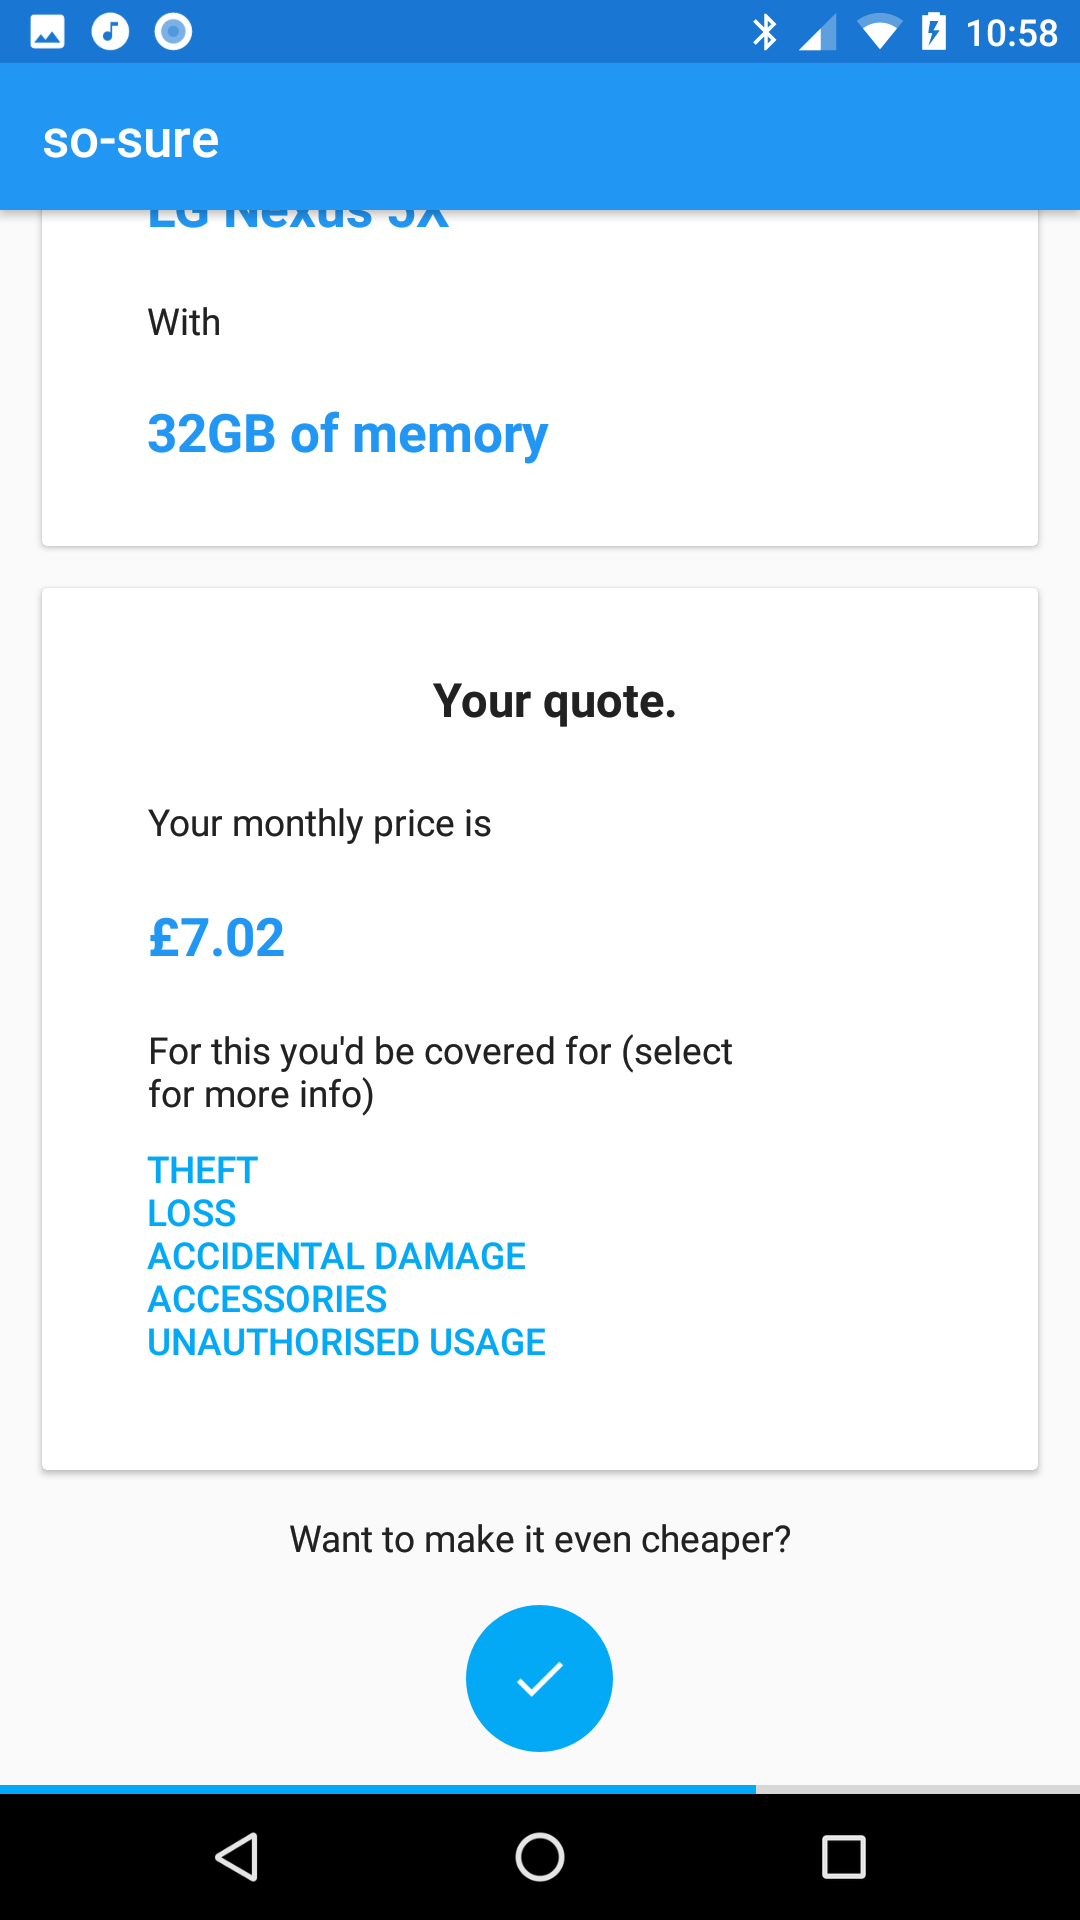 10:58
so-sure
LG Nexus 5X
With
32GB of memory
Your quote.
Your monthly price is
£7.02
For this you'd be covered for (select
for more info)
THEFT
LOSS
ACCIDENTAL DAMAGE
ACCESSORIES
UNAUTHORISED USAGE
Want to make it even cheaper?